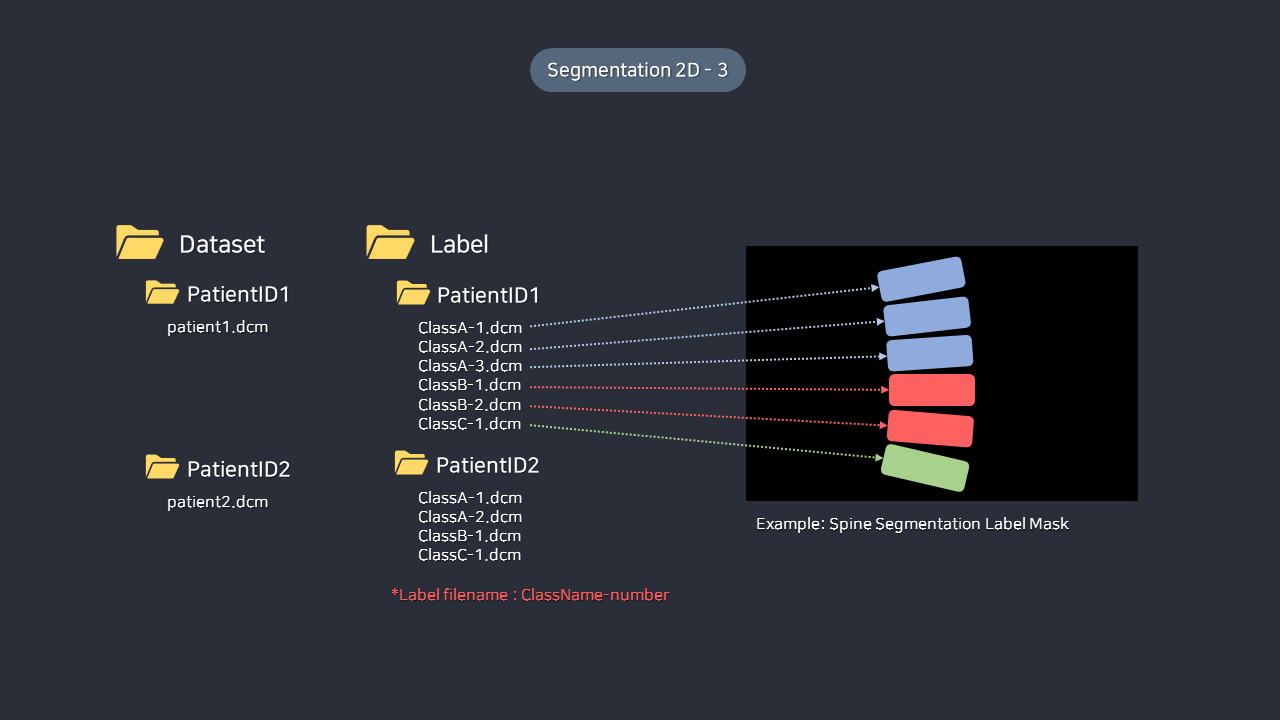 Segmentation 2D - 3
Dataset
PatientID1
patient1.dcm
PatientID2
patient2.dcm
Label
PatientID1
ClassA-1.dcm
ClassA-2.dcm
ClassA-3.dcm
ClassB-1.dcm
ClassB-2.dcm
ClassC-1.dcm
PatientID2
ClassA-1.dcm
ClassA-2.dcm
ClassB-1.dcm
ClassC-1.dcm
*Label filename : ClassName-number
Example: Spine Segmentation Label Mask